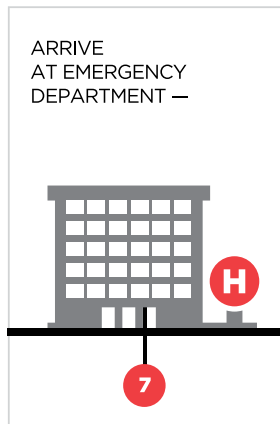 ARRIVE
AT EMERGENCY
DEPARTMENT —
H
7